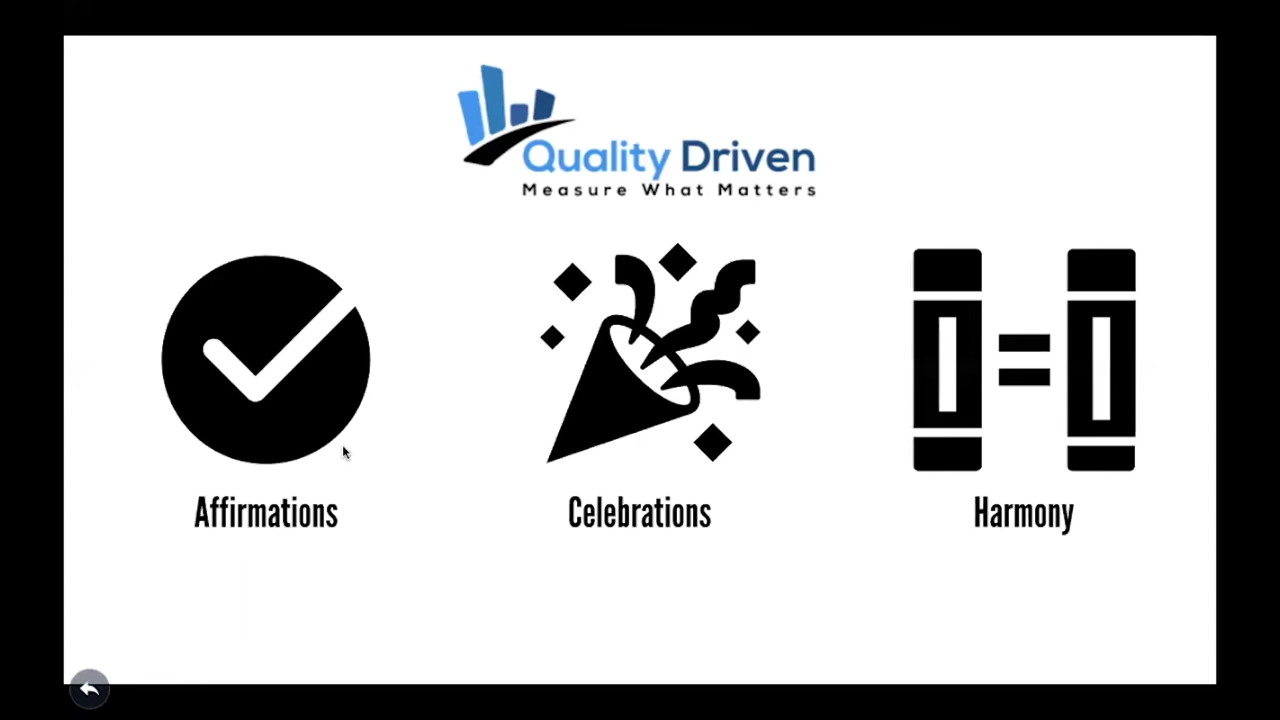 Quality Driven
Measure What Matters
Affirmations
Celebrations
Harmony